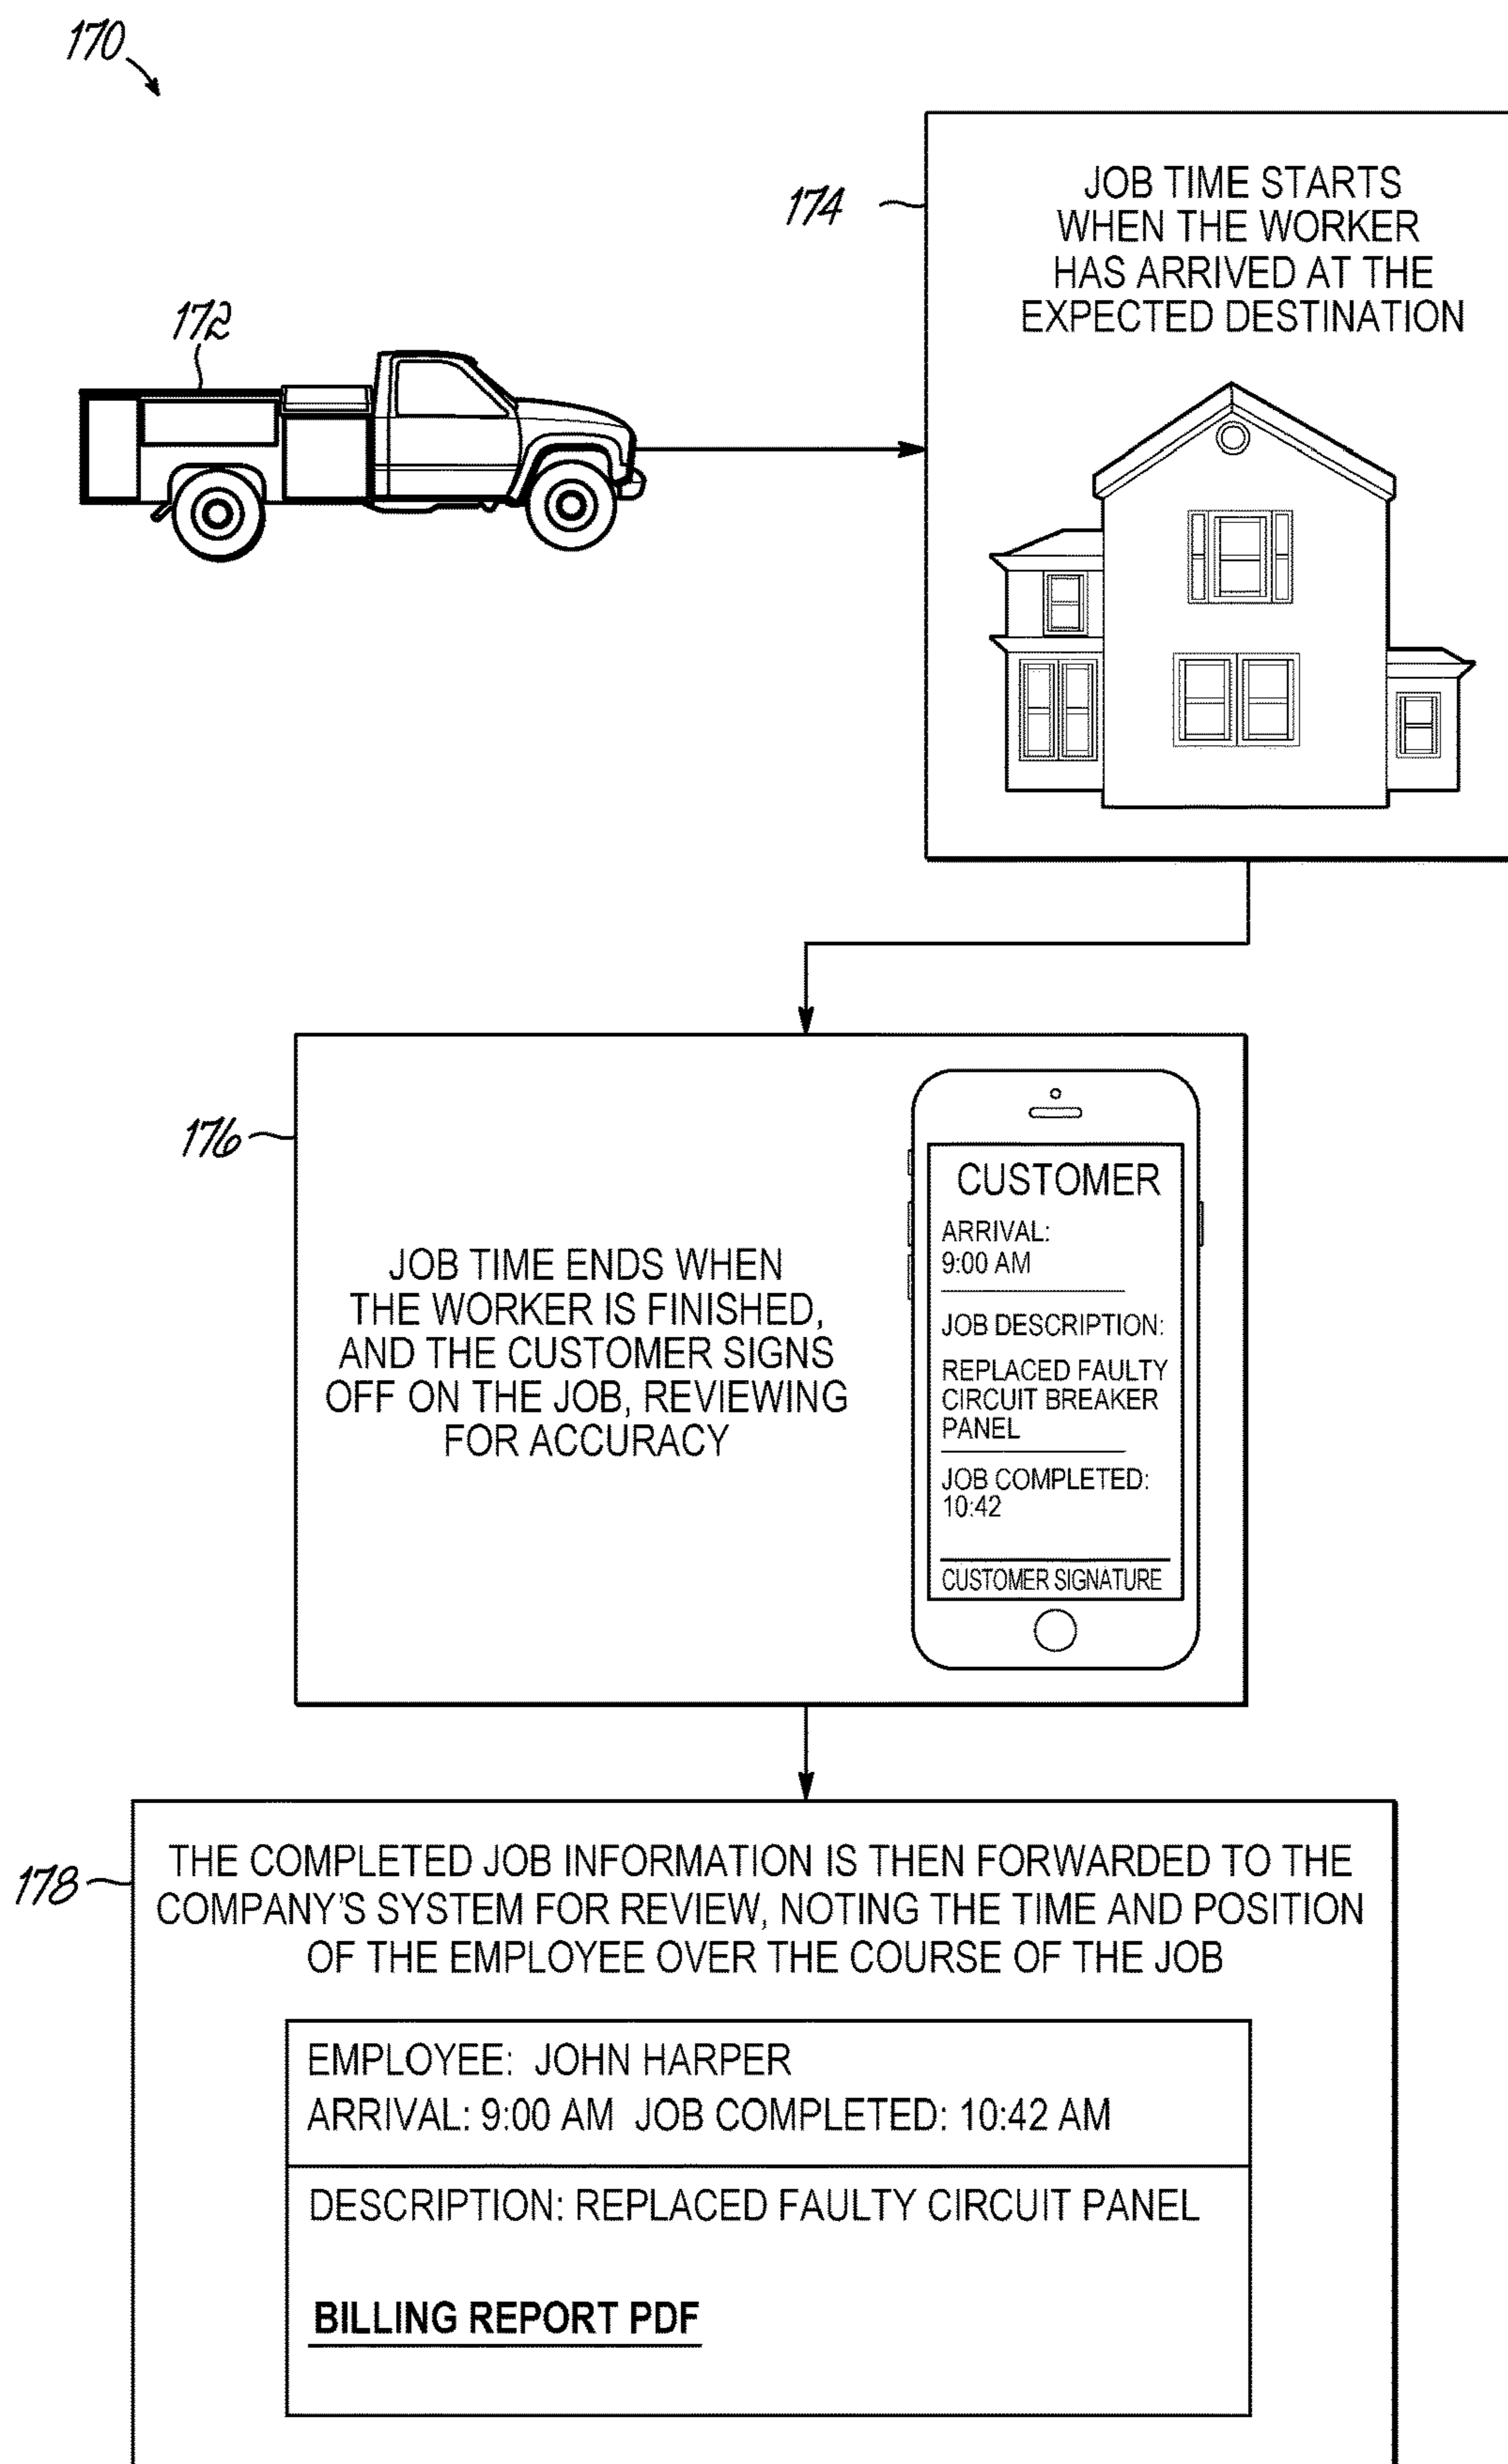 170
174
JOB TIME STARTS
WHEN THE WORKER
HAS ARRIVED AT THE
EXPECTED DESTINATION
172
176
JOB TIME ENDS WHEN
THE WORKER IS FINISHED,
AND THE CUSTOMER SIGNS
OFF ON THE JOB, REVIEWING
FOR ACCURACY
CUSTOMER
ARRIVAL:
9:00 AM
JOB DESCRIPTION:
REPLACED FAULTY
CIRCUIT BREAKER
PANEL
JOB COMPLETED:
10:42
CUSTOMER SIGNATURE
178
THE COMPLETED JOB INFORMATION IS THEN FORWARDED TO THE
COMPANY'S SYSTEM FOR REVIEW, NOTING THE TIME AND POSITION
OF THE EMPLOYEE OVER THE COURSE OF THE JOB
EMPLOYEE: JOHN HARPER
ARRIVAL: 9:00 AM JOB COMPLETED: 10:42 AM
DESCRIPTION: REPLACED FAULTY CIRCUIT PANEL
BILLING REPORT PDF